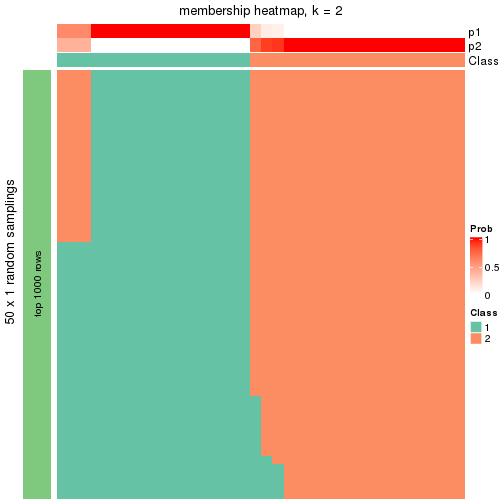 membership heatmap, k = 2
p1
p2
Class
50 x 1 random samplings
top 1000 rows
Prob
1
0.5
0
Class
1
2